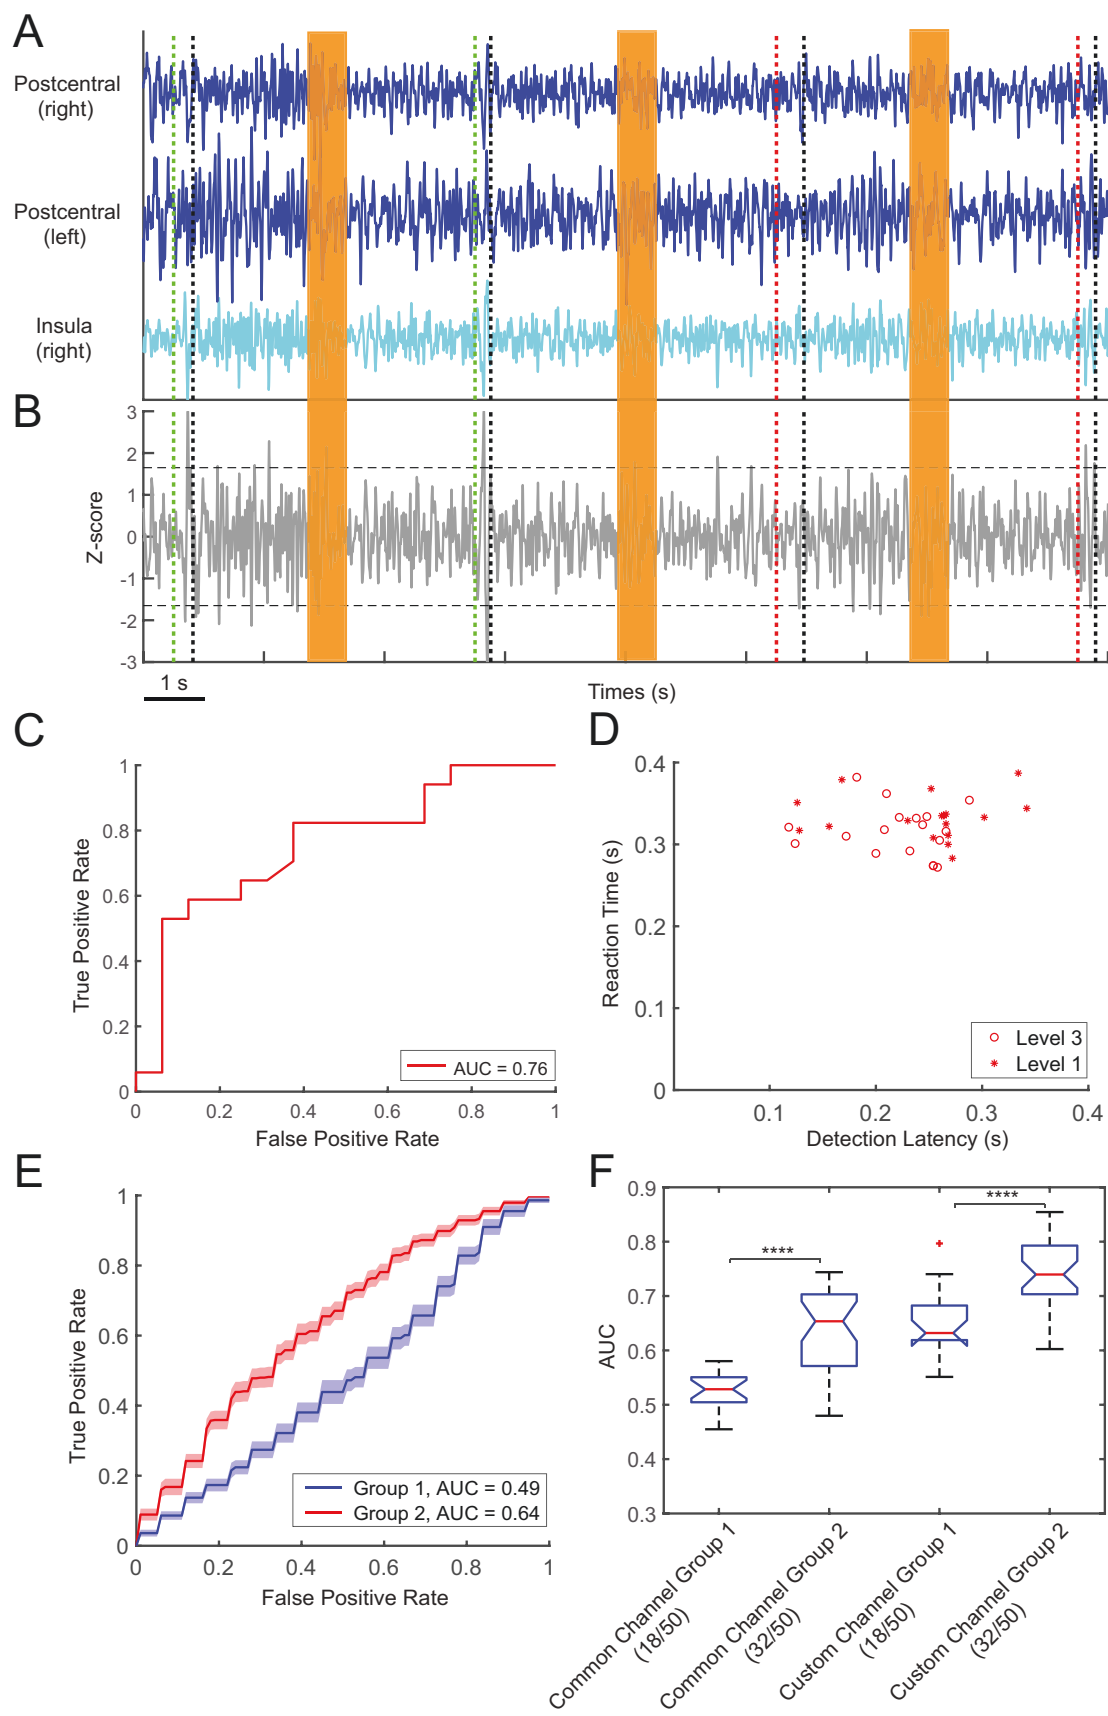 A
Postcentral
(right)
Postcentral
(left)
Insula
(right)
B
3
2
1
0
-1
-2
-3
Z-score
1 s
Times (s)
C
1
0.8
0.6
0.4
0.2
0
True Positive Rate
AUC = 0.76
0
0.2
0.4
0.6
0.8
1
False Positive Rate
D
0.4
0.3
0.2
0.1
0
Reaction Time (s)
Level 3
Level 1
0.1
0.2
0.3
0.4
Detection Latency (s)
E
1
0.8
0.6
0.4
0.2
0
True Positive Rate
Group 1, AUC = 0.49
Group 2, AUC = 0.64
0
0.2
0.4
0.6
0.8
1
False Positive Rate
F
0.9
0.8
0.7
0.6
0.5
0.4
0.3
AUC
****
****
Common Channel Group 1
(18/50)
Common Channel Group 2
(32/50)
Custom Channel Group 1
(18/50)
Custom Channel Group 2
(32/50)